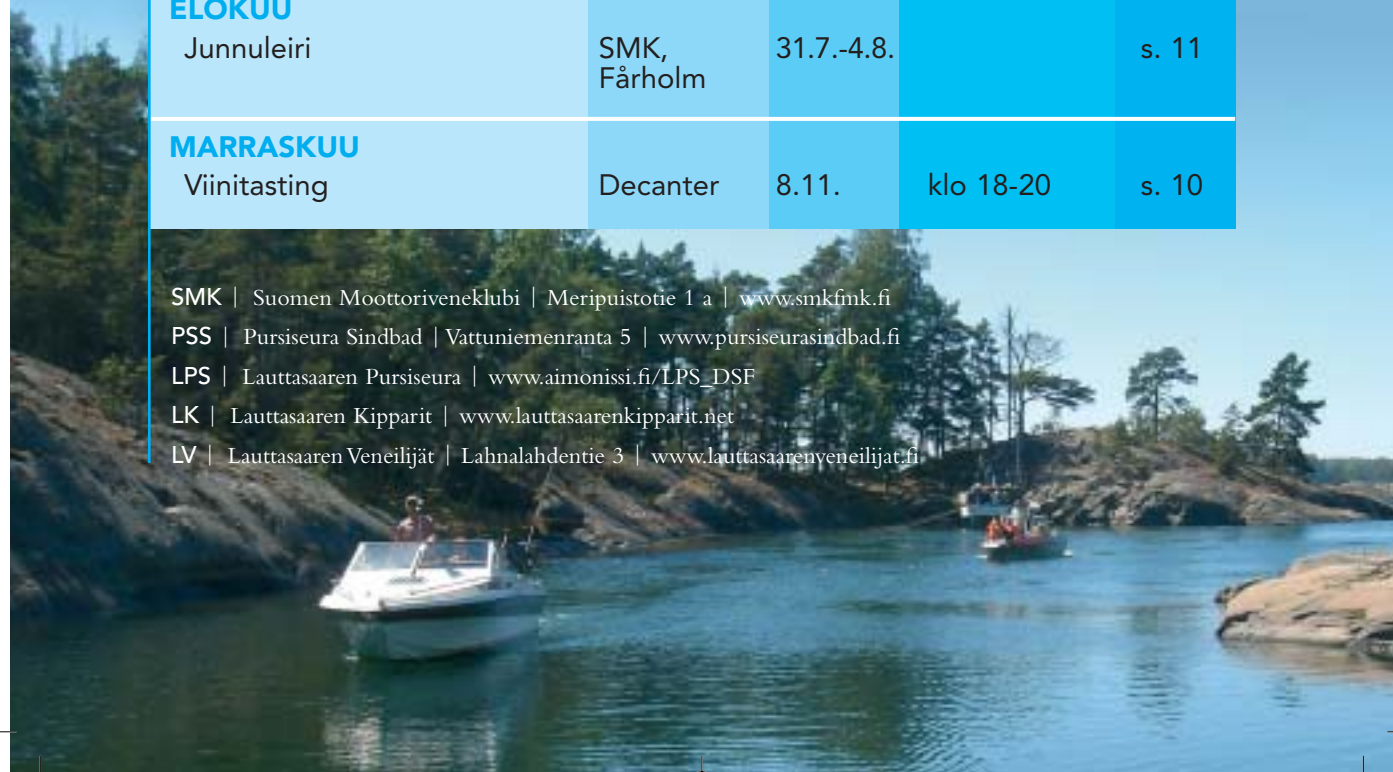 ELOKUU
Junnuleiri SMK, 31.7.-4.8. s. 11
Fårholm
MARRASKUU
Viinitasting Decanter 8.11. klo 18-20 s. 10
SMK | Suomen Moottoriveneklubi | Meripuistotie 1 a | www.smkfmk.fi
PSS | Pursiseura Sindbad | Vattuniemenranta 5 | www.pursiseurasindbad.fi
LPS | Lauttasaaren Pursiseura | www.aimonissi.fi/LPS_DSF
LK | Lauttasaaren Kipparit | www.lauttasaarenkipparit.net
LV | Lauttasaaren Veneilijät | Lahnalahdentie 3 | www.lauttasaarenveneilijat.fi